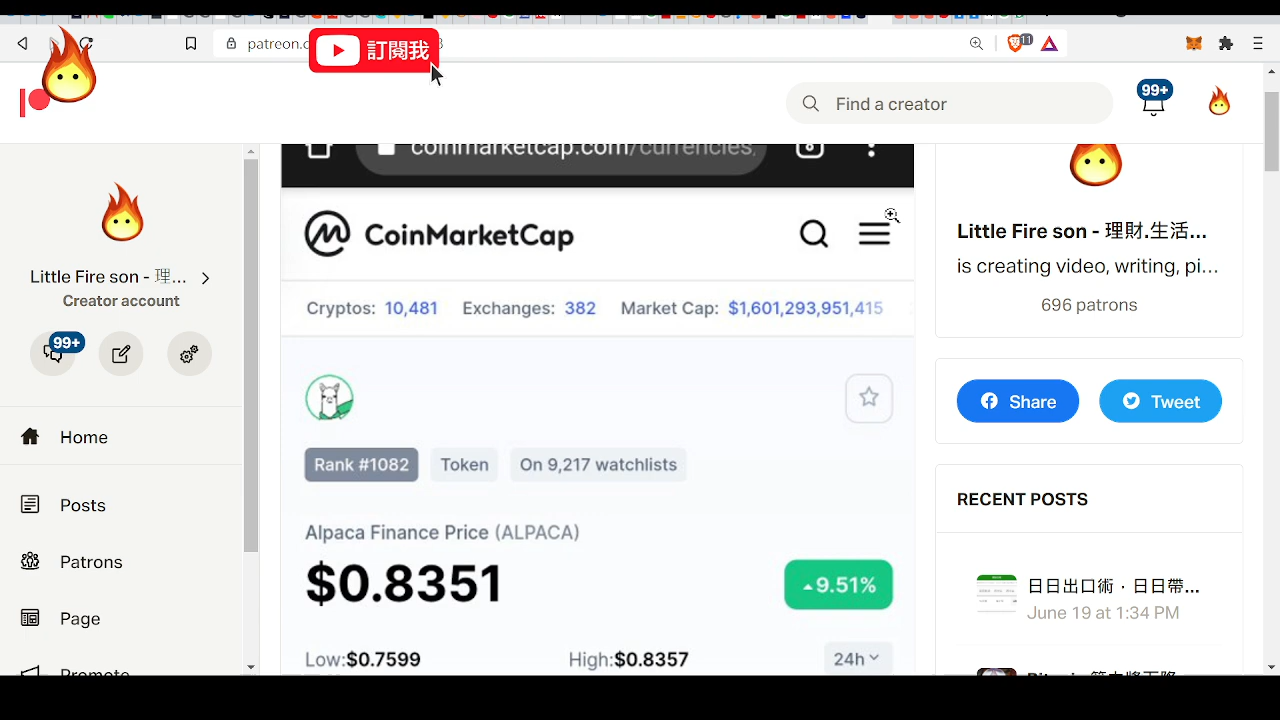 訂閱我
patreon.c
11
Find a creator
99+
coinmarketcap.com/currencies
CoinMarketCap
Cryptos: 10,481 Exchanges: 382 Market Cap: $1,601,293,951,415
Rank #1082 Token On 9,217 watchlists
Alpaca Finance Price (ALPACA)
$0.8351
9.51%
Low:$0.7599 High:$0.8357 24h
Little Fire son - 理...
Creator account
99+
Home
Posts
Patrons
Page
Promote
Little Fire son - 理財.生活...
is creating video, writing, pi...
696 patrons
Share Tweet
RECENT POSTS
日日出口術 · 日日帶...
June 19 at 1:34 PM